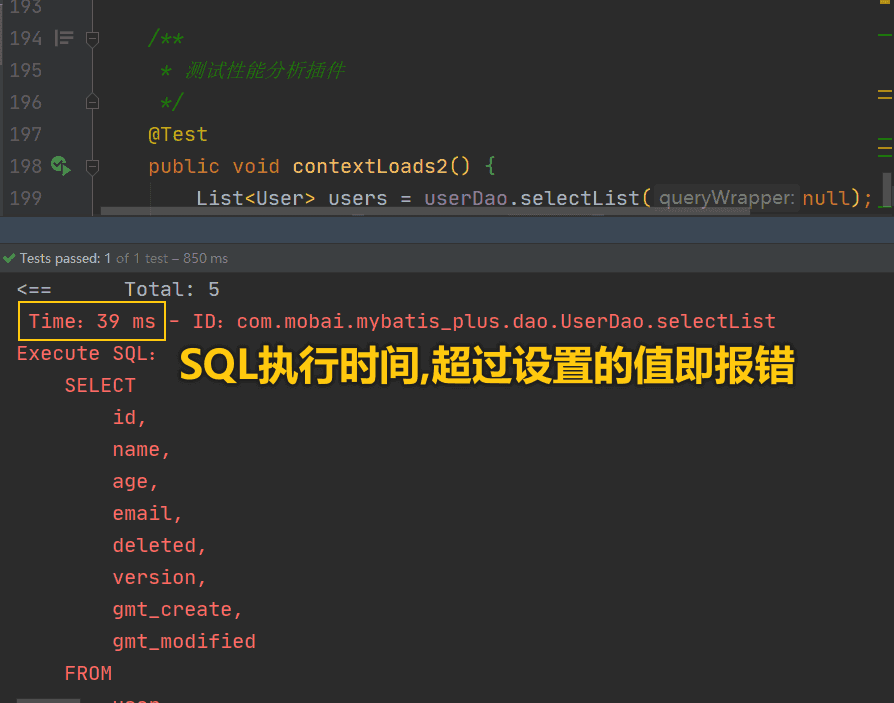 193
194 /**
195 * 测试性能分析插件
196 */
197 @Test
198 public void contextLoads2() {
199 List<User> users = userDao.selectList( queryWrapper: null);
Tests passed: 1 of 1 test – 850 ms
<== Total: 5
Time: 39 ms - ID: com.mobai.mybatis_plus.dao.UserDao.selectList
Execute SQL:
SQL执行时间,超过设置的值即报错
SELECT
id,
name,
age,
email,
deleted,
version,
gmt_create,
gmt_modified
FROM